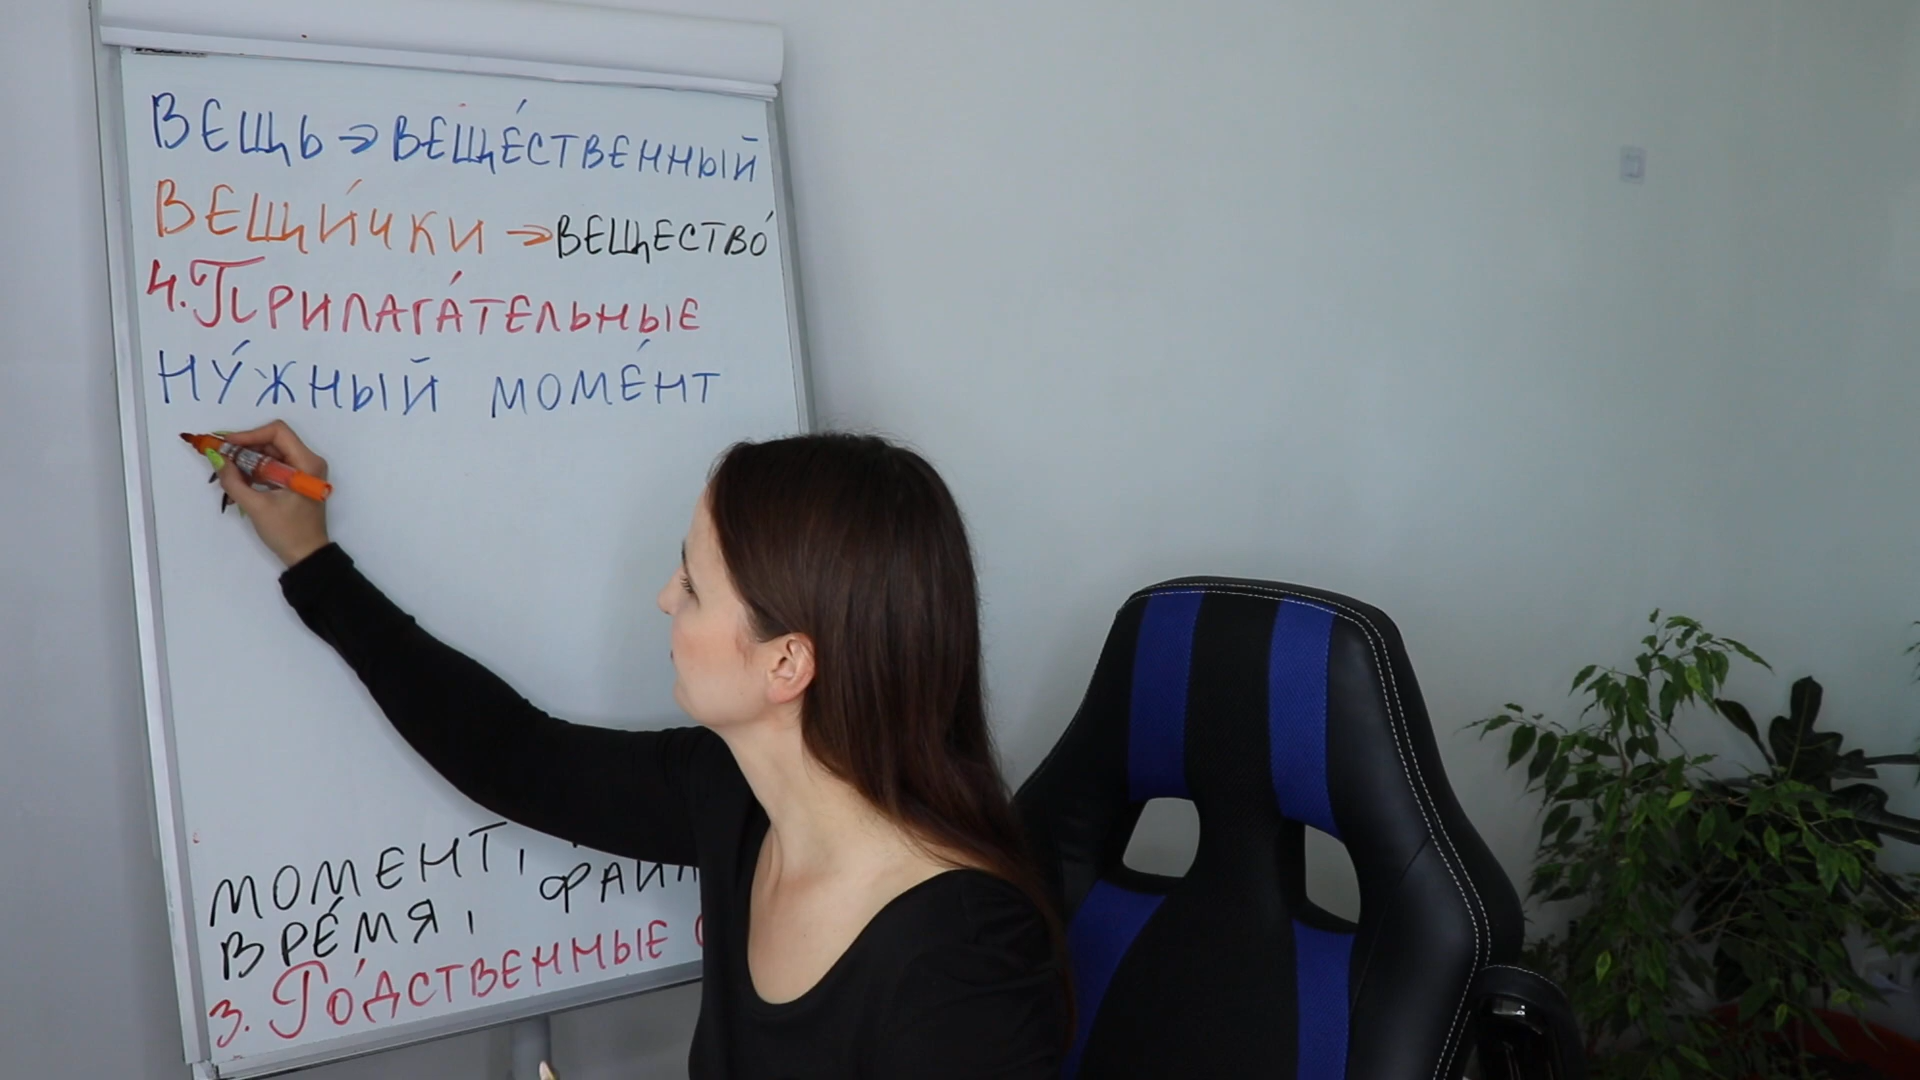 ВЕЩЬ → ВЕЩЕ́СТВЕННЫЙ
ВЕЩИ́ЧКИ → ВЕЩЕСТВО́
4. ПРИЛАГА́ТЕЛЬНЫЕ
НУ́ЖНЫЙ МОМЕ́НТ
МОМЕНТ,
ВРЕ́МЯ, ФАЙЛ
3. РО́ДСТВЕННЫЕ